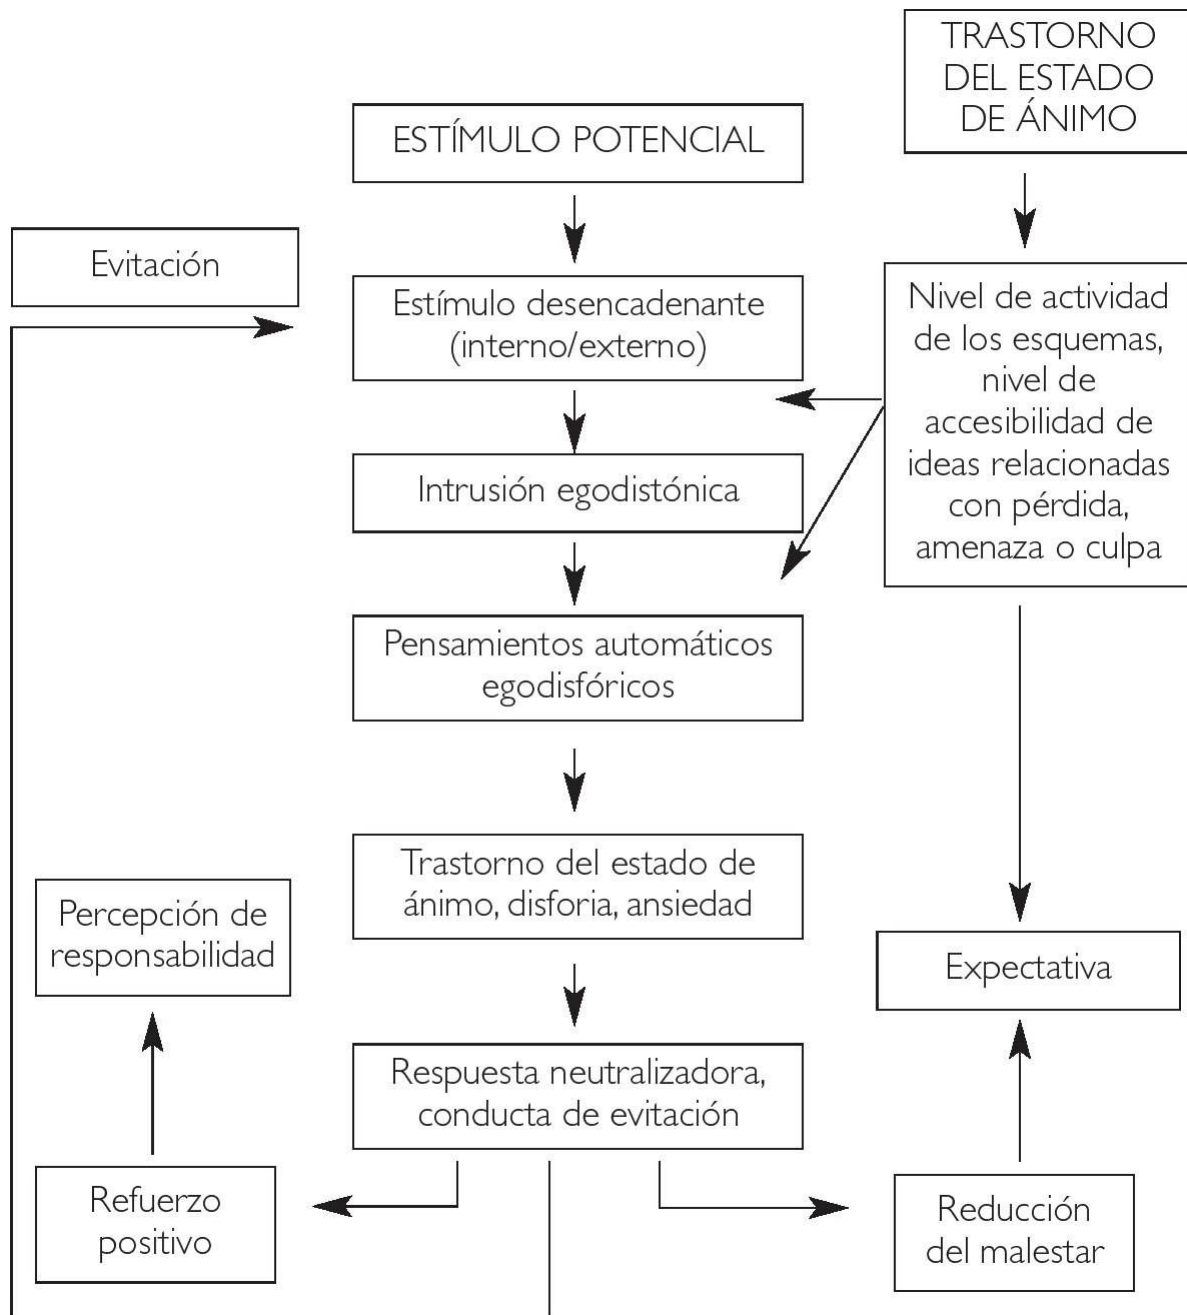 TRASTORNO
DEL ESTADO
DE ÁNIMO
ESTÍMULO POTENCIAL
Evitación
Estímulo desencadenante
(interno/externo)
Nivel de actividad
de los esquemas,
nivel de
accesibilidad de
ideas relacionadas
con pérdida,
amenaza o culpa
Intrusión egodistónica
Pensamientos automáticos
egodisfóricos
Trastorno del estado de
ánimo, disforia, ansiedad
Percepción de
responsabilidad
Expectativa
Respuesta neutralizadora,
conducta de evitación
Refuerzo
positivo
Reducción
del malestar